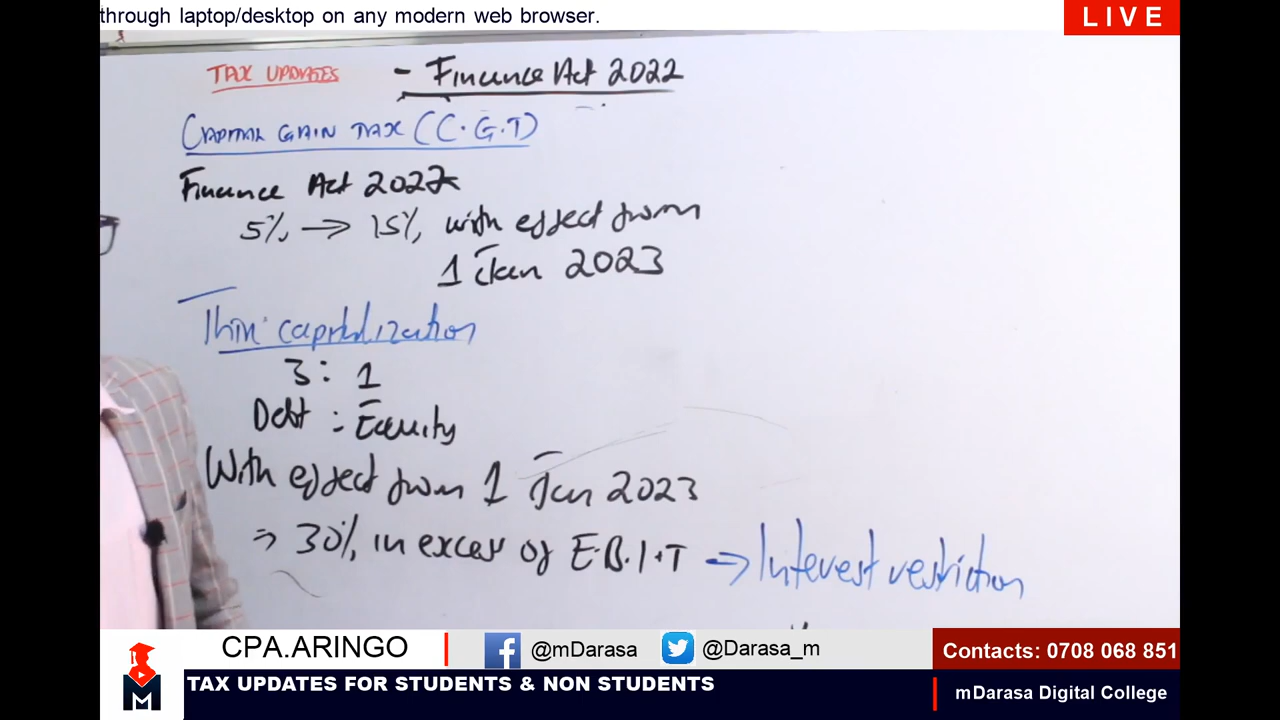 through laptop/desktop on any modern web browser.
LIVE
TAX UPDATES - Finance Act 2022
CAPITAL GAIN TAX (C.G.T)
Finance Act 2022
5% → 15% with effect from
1 Jan 2023
Thin capitalization
3 : 1
Debt : Equity
With effect from 1 Jan 2023
⇒ 30% in excess of E.B.I.T → Interest restriction
CPA.ARINGO
@mDarasa
@Darasa_m
Contacts: 0708 068 851
M
TAX UPDATES FOR STUDENTS & NON STUDENTS
mDarasa Digital College